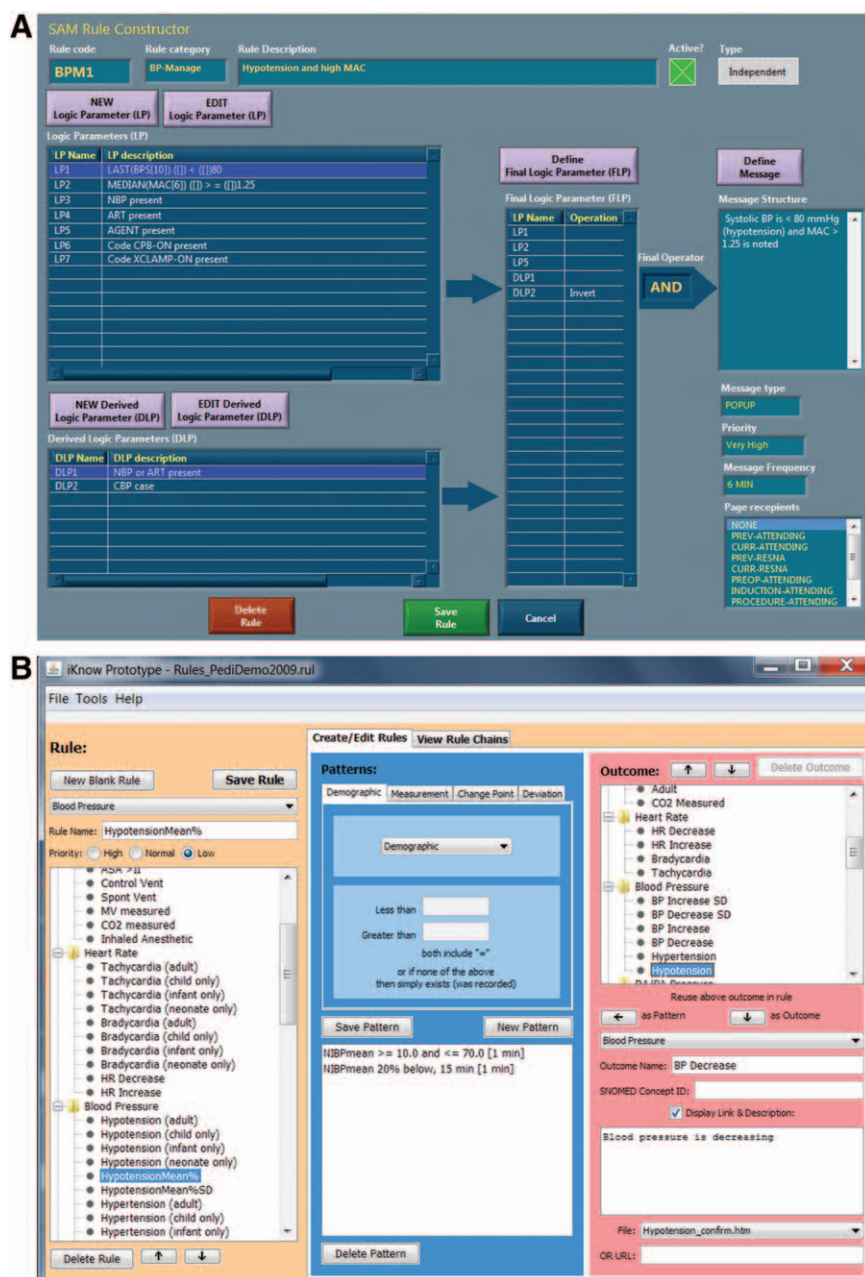 A
SAM Rule Constructor
Rule code
Rule category
Rule Description
Active?
Type
BPM1
BP-Manage
Hypotension and high MAC
Independent
NEW
Logic Parameter (LP)
EDIT
Logic Parameter (LP)
Logic Parameters (LP)
LP Name
LP description
LP1
LAST(BPS[10]) ([]) < ([])80
LP2
MEDIAN(MAC[6]) ([]) > = ([])1.25
LP3
NBP present
LP4
ART present
LP5
AGENT present
LP6
Code CPB-ON present
LP7
Code XCLAMP-ON present
NEW Derived
Logic Parameter (DLP)
EDIT Derived
Logic Parameter (DLP)
Derived Logic Parameters (DLP)
DLP Name
DLP description
DLP1
NBP or ART present
DLP2
CBP case
Define
Final Logic Parameter (FLP)
Final Logic Parameter (FLP)
LP Name
Operation
LP1
LP2
LP5
DLP1
DLP2
Invert
Final Operator
AND
Define
Message
Message Structure
Systolic BP is < 80 mmHg
(hypotension) and MAC >
1.25 is noted
Message type
POPUP
Priority
Very High
Message Frequency
6 MIN
Page recepients
NONE
PREV-ATTENDING
CURR-ATTENDING
PREV-RESNA
CURR-RESNA
PREOP-ATTENDING
INDUCTION-ATTENDING
PROCEDURE-ATTENDING
Delete
Rule
Save
Rule
Cancel
B
iKnow Prototype - Rules_PediDemo2009.rul
File Tools Help
Rule:
New Blank Rule
Save Rule
Blood Pressure
Rule Name:
HypotensionMean%
Priority:
High
Normal
Low
ASA >II
Control Vent
Spont Vent
MV measured
CO2 measured
Inhaled Anesthetic
Heart Rate
Tachycardia (adult)
Tachycardia (child only)
Tachycardia (infant only)
Tachycardia (neonate only)
Bradycardia (adult)
Bradycardia (child only)
Bradycardia (infant only)
Bradycardia (neonate only)
HR Decrease
HR Increase
Blood Pressure
Hypotension (adult)
Hypotension (child only)
Hypotension (infant only)
Hypotension (neonate only)
HypotensionMean%
HypotensionMean%SD
Hypertension (adult)
Hypertension (child only)
Hypertension (infant only)
Delete Rule
Create/Edit Rules
View Rule Chains
Patterns:
Demographic
Measurement
Change Point
Deviation
Demographic
Less than
Greater than
both include "="
or if none of the above
then simply exists (was recorded)
Save Pattern
New Pattern
NIBPmean >= 10.0 and <= 70.0 [1 min]
NIBPmean 20% below, 15 min [1 min]
Delete Pattern
Outcome:
Delete Outcome
Adult
CO2 Measured
Heart Rate
HR Decrease
HR Increase
Bradycardia
Tachycardia
Blood Pressure
BP Increase SD
BP Decrease SD
BP Increase
BP Decrease
Hypertension
Hypotension
Reuse above outcome in rule
as Pattern
as Outcome
Blood Pressure
Outcome Name:
BP Decrease
SNOMED Concept ID:
Display Link & Description:
Blood pressure is decreasing
File:
Hypotension_confirm.htm
OR URL: